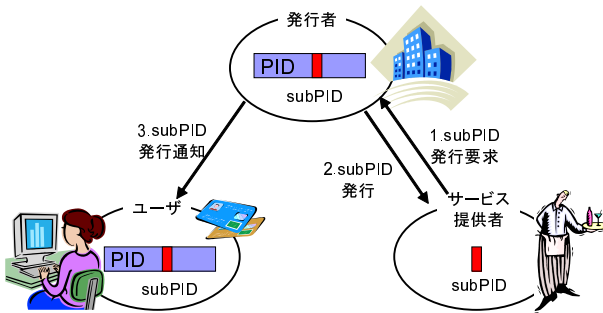 発行者
PID
subPID
3.subPID
発行通知
2.subPID
発行
1.subPID
発行要求
ユーザ
PID
subPID
サービス
提供者
subPID